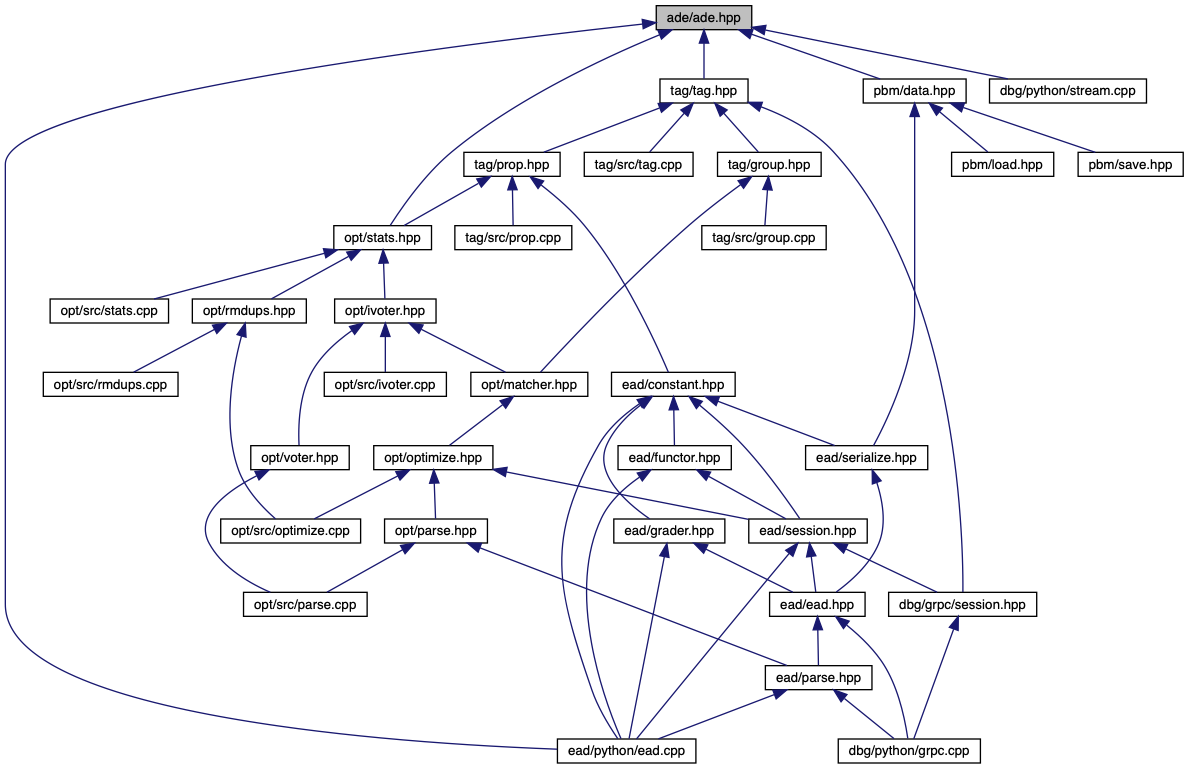 ade/ade.hpp
tag/tag.hpp
pbm/data.hpp
dbg/python/stream.cpp
tag/prop.hpp
tag/src/tag.cpp
tag/group.hpp
pbm/load.hpp
pbm/save.hpp
opt/stats.hpp
tag/src/prop.cpp
tag/src/group.cpp
opt/src/stats.cpp
opt/rmdups.hpp
opt/ivoter.hpp
opt/src/rmdups.cpp
opt/src/ivoter.cpp
opt/matcher.hpp
ead/constant.hpp
opt/voter.hpp
opt/optimize.hpp
ead/functor.hpp
ead/serialize.hpp
opt/src/optimize.cpp
opt/parse.hpp
ead/grader.hpp
ead/session.hpp
opt/src/parse.cpp
ead/ead.hpp
dbg/grpc/session.hpp
ead/parse.hpp
ead/python/ead.cpp
dbg/python/grpc.cpp